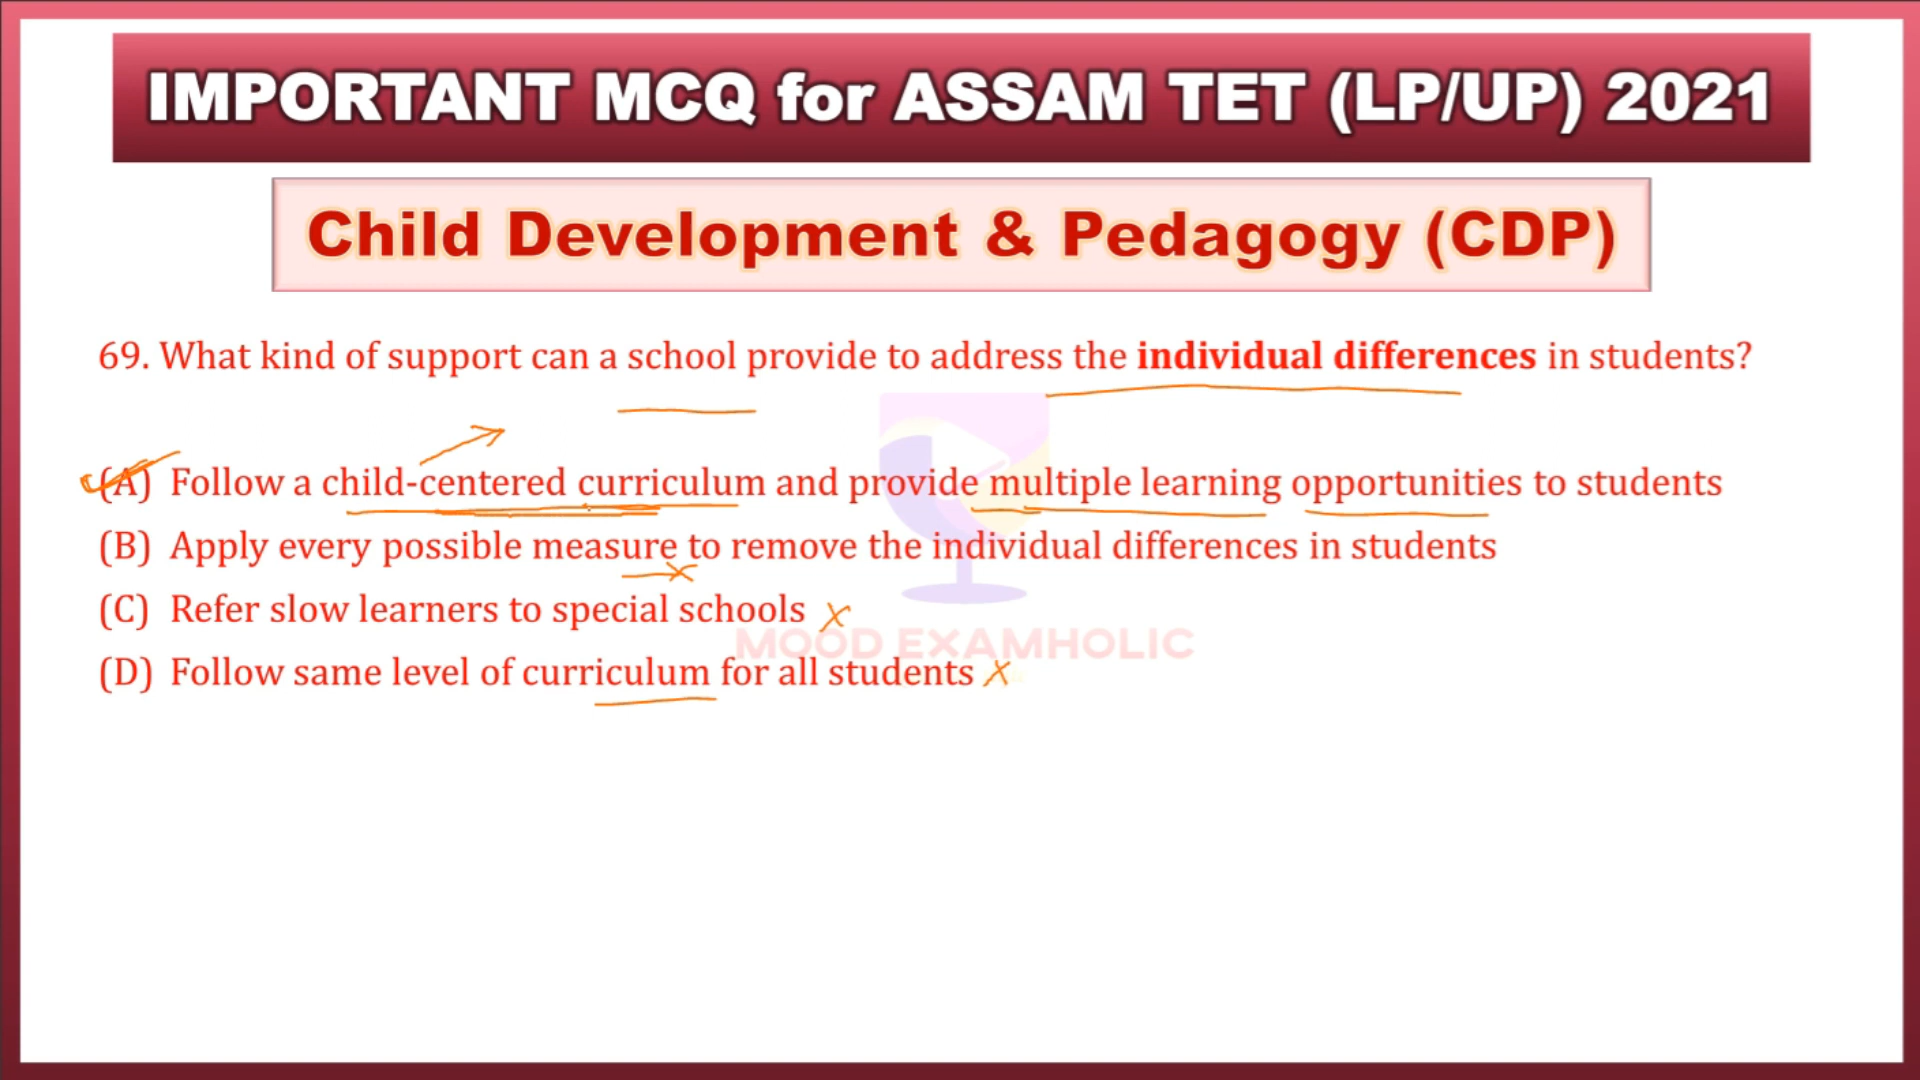 IMPORTANT MCQ for ASSAM TET (LP/UP) 2021
Child Development & Pedagogy (CDP)
69. What kind of support can a school provide to address the individual differences in students?
(A) Follow a child-centered curriculum and provide multiple learning opportunities to students
(B) Apply every possible measure to remove the individual differences in students
(C) Refer slow learners to special schools
MOOD EXAMHOLIC
(D) Follow same level of curriculum for all students